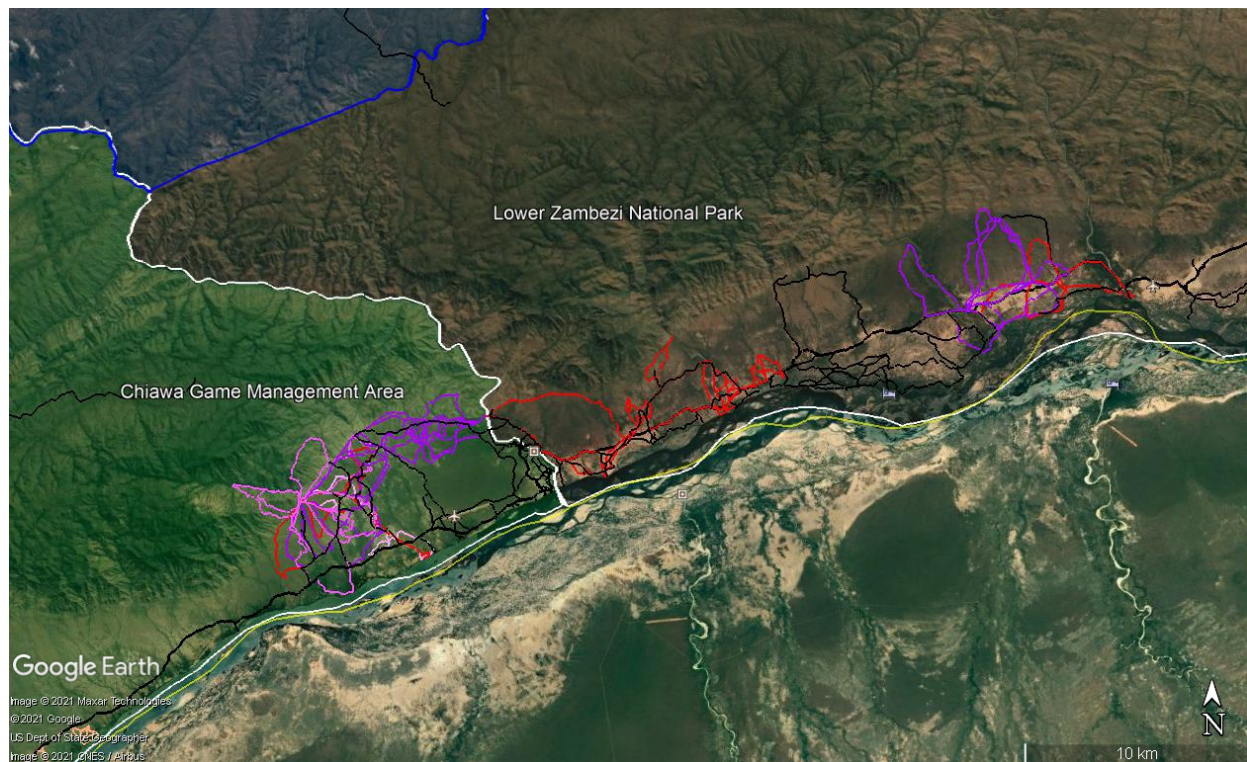 Lower Zambezi National Park
Chiawa Game Management Area
Google Earth
Image © 2021 Maxar Technologies
© 2021 Google
US Dept of State Geographer
Image © 2021 CNES / Airbus
N
10 km